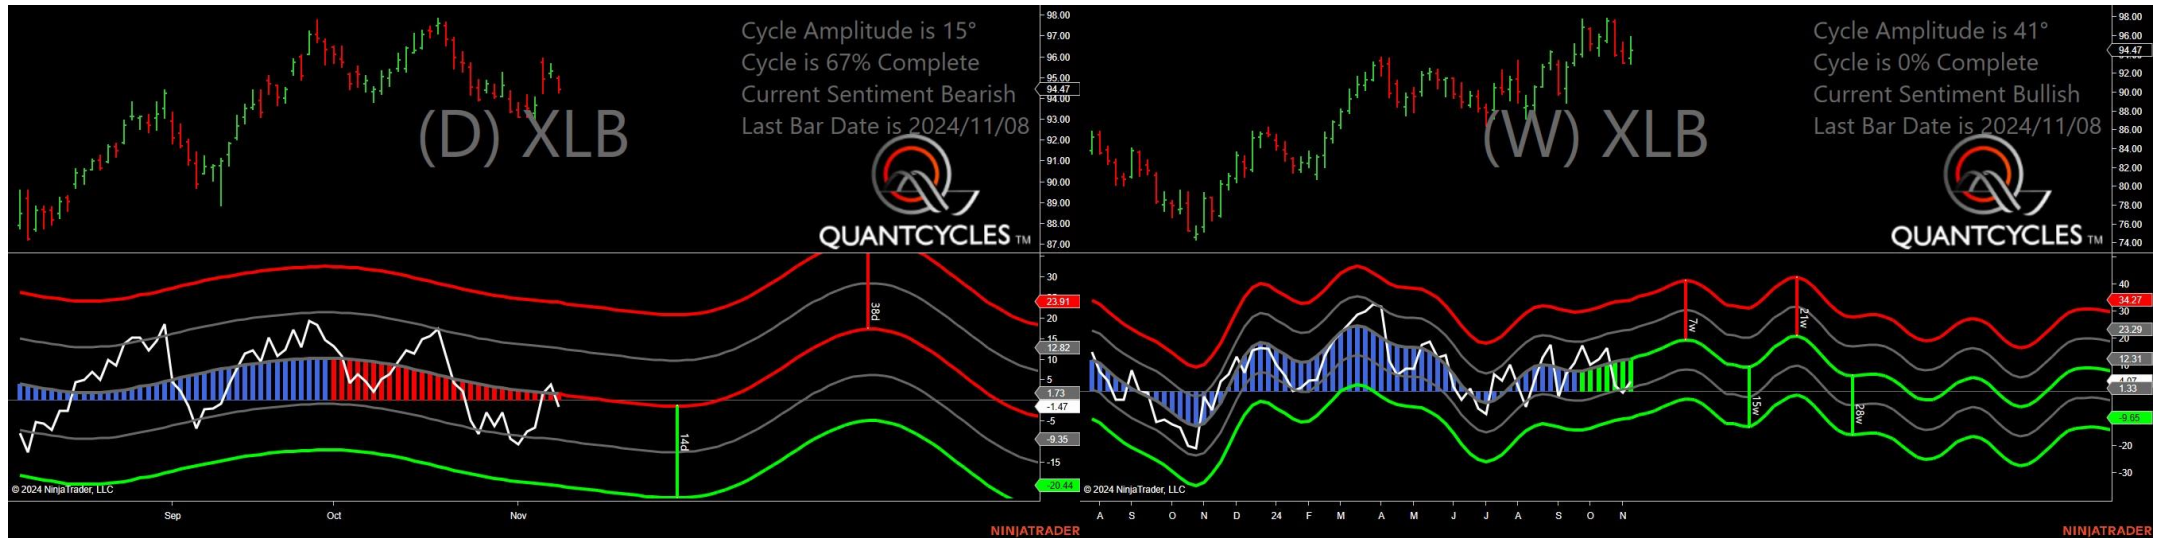 Cycle Amplitude is 15°
Cycle is 67% Complete
Current Sentiment Bearish
Last Bar Date is 2024/11/08
(D) XLB
QUANTCYCLES TM
98.00
97.00
96.00
95.00
94.47
94.00
93.00
92.00
91.00
90.00
89.00
88.00
87.00
30
23.91
20
15
12.82
10
5
1.73
-1.47
-5
-9.35
-15
-20.44
38d
14d
© 2024 NinjaTrader, LLC
Sep Oct Nov
NINJATRADER
Cycle Amplitude is 41°
Cycle is 0% Complete
Current Sentiment Bullish
Last Bar Date is 2024/11/08
(W) XLB
QUANTCYCLES TM
98.00
96.00
94.47
92.00
90.00
88.00
86.00
84.00
82.00
80.00
78.00
76.00
74.00
40
34.27
30
23.29
20
12.31
10
1.33
-9.65
-20
-30
7w
21w
15w
28w
© 2024 NinjaTrader, LLC
A S O N D 24 F M A M J J A S O N
NINJATRADER